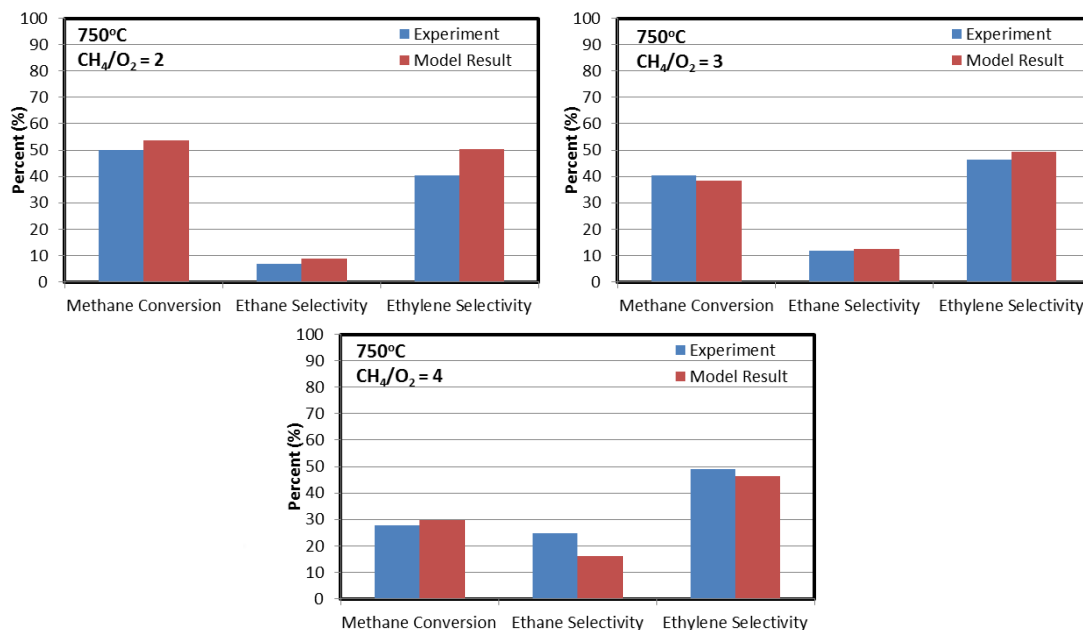 750°C
CH₄/O₂ = 2
Experiment
Model Result
Percent (%)
100
90
80
70
60
50
40
30
20
10
0
Methane Conversion Ethane Selectivity Ethylene Selectivity
750°C
CH₄/O₂ = 3
Experiment
Model Result
Percent (%)
100
90
80
70
60
50
40
30
20
10
0
Methane Conversion Ethane Selectivity Ethylene Selectivity
750°C
CH₄/O₂ = 4
Experiment
Model Result
Percent (%)
100
90
80
70
60
50
40
30
20
10
0
Methane Conversion Ethane Selectivity Ethylene Selectivity